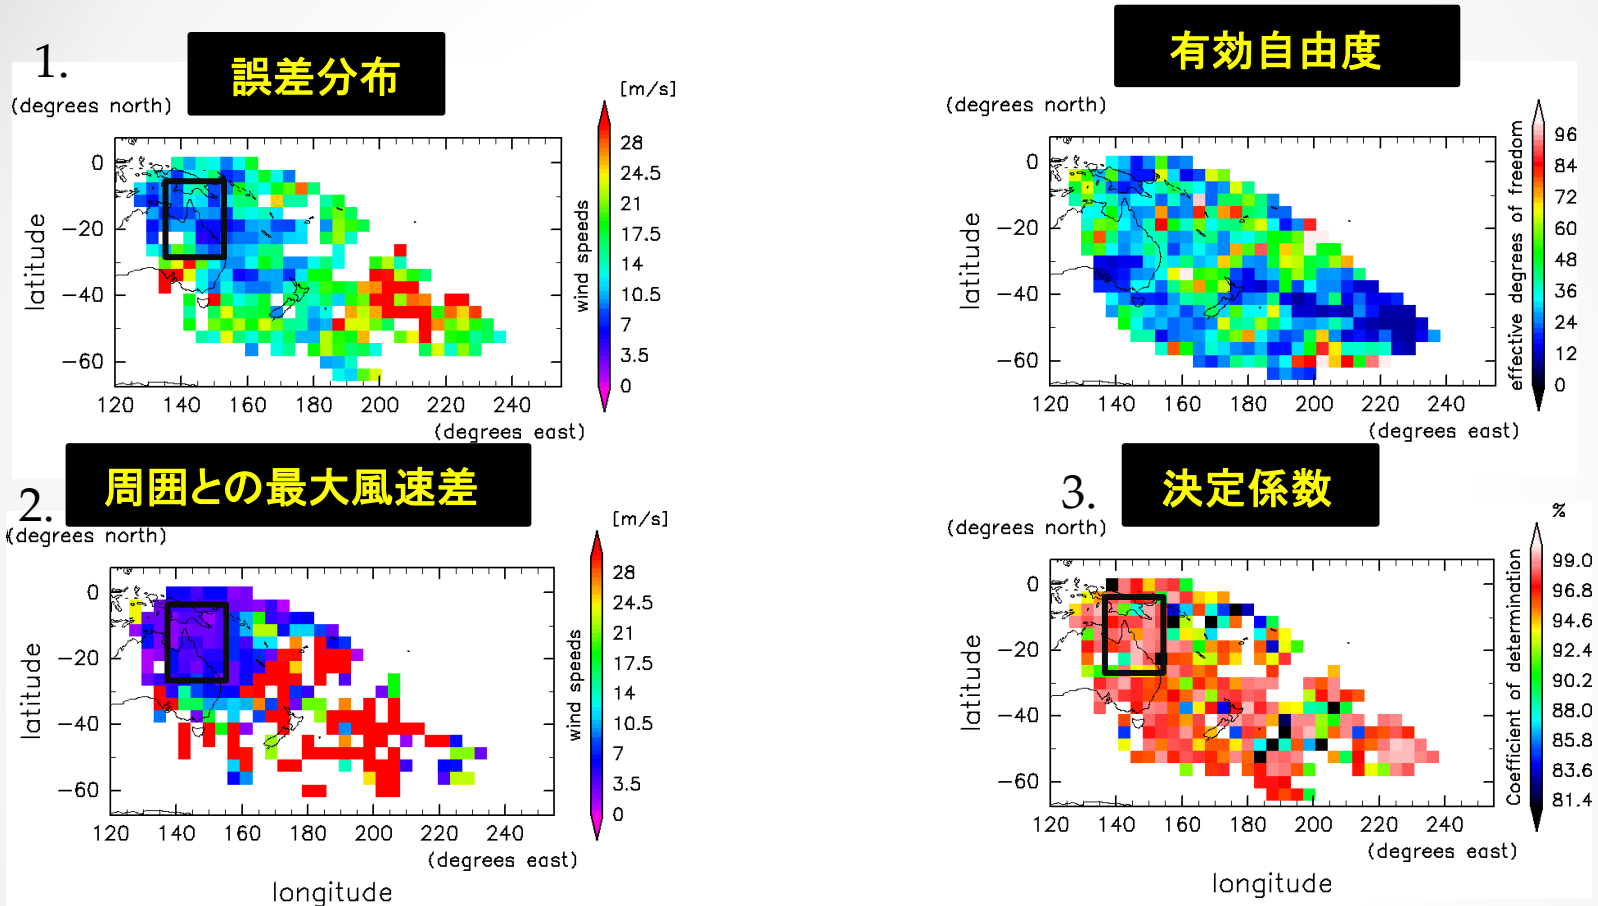 1.
誤差分布
(degrees north)
[m/s]
28
24.5
21
17.5
14
10.5
7
3.5
0
wind speeds
latitude
0
−20
−40
−60
120 140 160 180 200 220 240
(degrees east)
有効自由度
(degrees north)
96
84
72
60
48
36
24
12
0
effective degrees of freedom
latitude
0
−20
−40
−60
120 140 160 180 200 220 240
(degrees east)
2.
周囲との最大風速差
(degrees north)
[m/s]
28
24.5
21
17.5
14
10.5
7
3.5
0
wind speeds
latitude
0
−20
−40
−60
120 140 160 180 200 220 240
(degrees east)
longitude
3.
決定係数
(degrees north)
%
99.0
96.8
94.6
92.4
90.2
88.0
85.8
83.6
81.4
Coefficient of determination
latitude
0
−20
−40
−60
120 140 160 180 200 220 240
(degrees east)
longitude